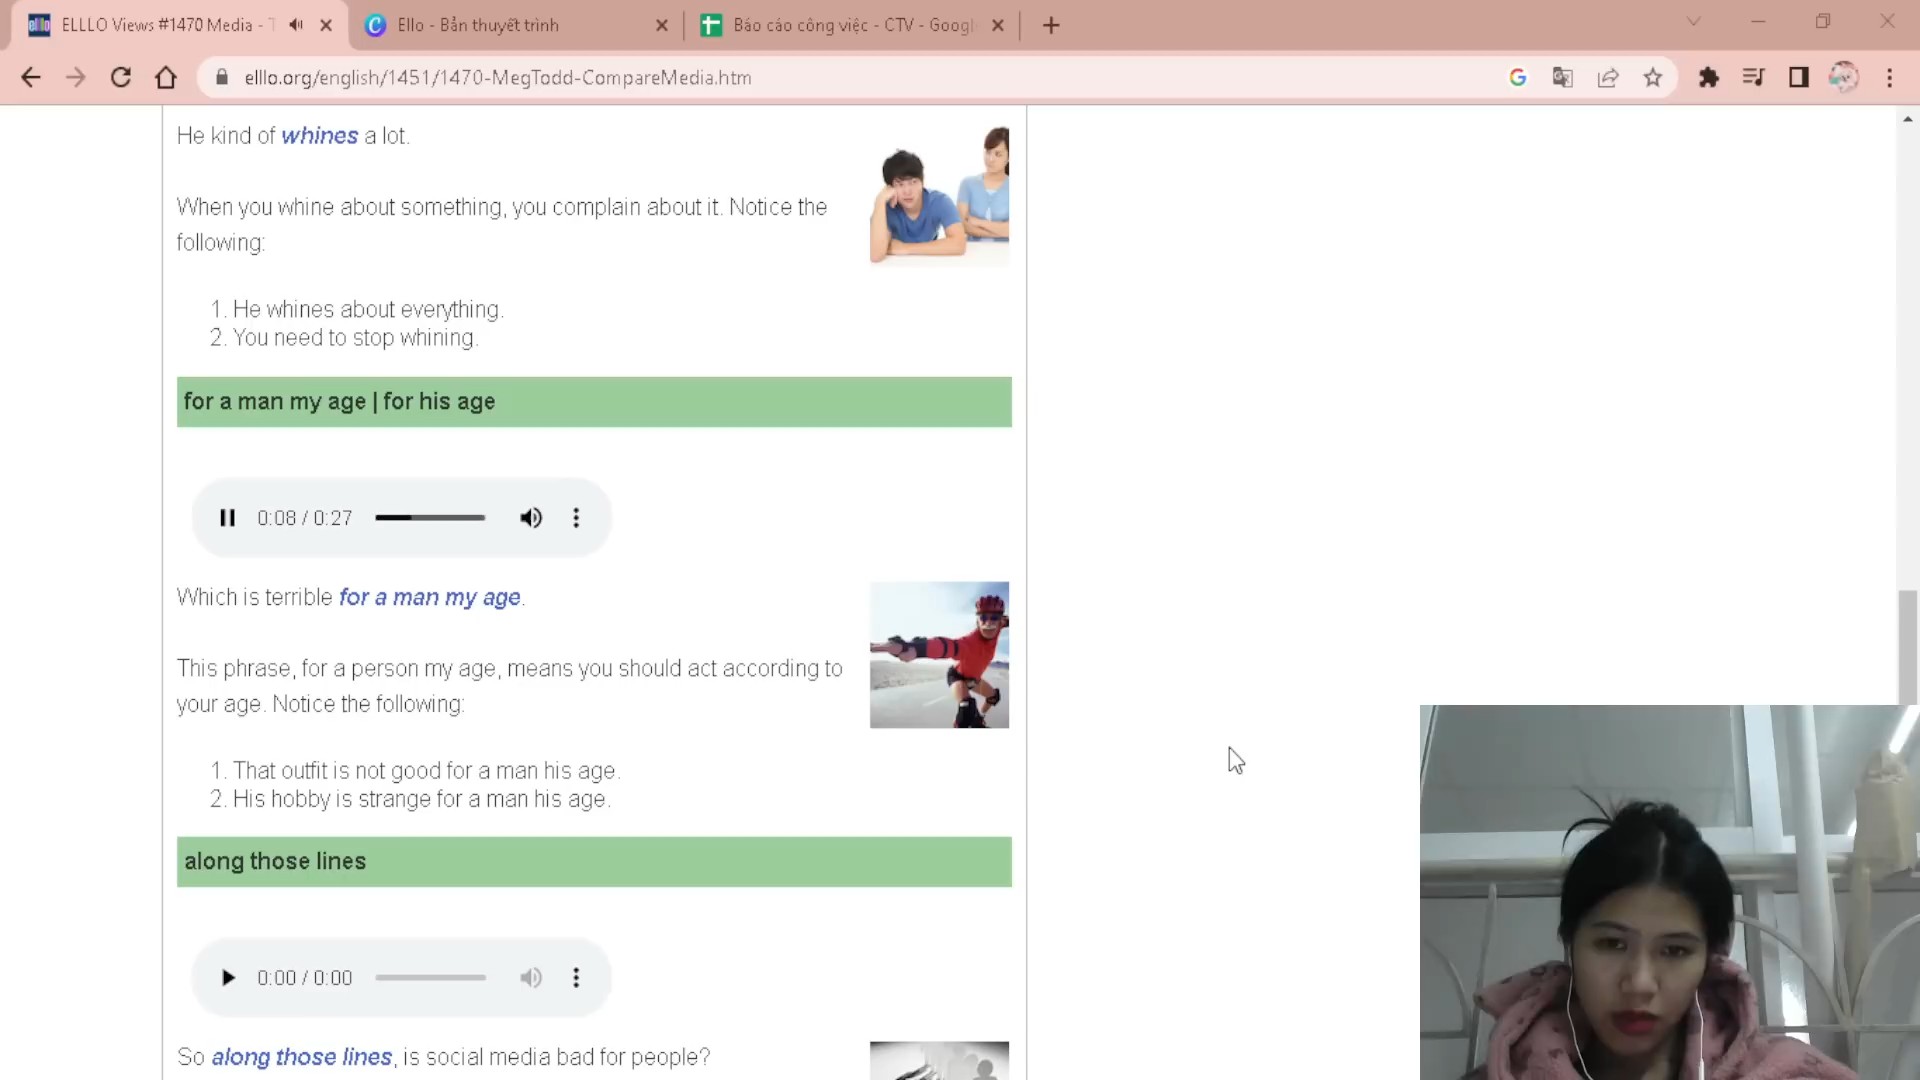 ELLLO Views #1470 Media - T
Ello - Bản thuyết trình
Báo cáo công việc - CTV - Googl
elllo.org/english/1451/1470-MegTodd-CompareMedia.htm
He kind of whines a lot.
When you whine about something, you complain about it. Notice the
following:
1. He whines about everything.
2. You need to stop whining.
for a man my age | for his age
0:08 / 0:27
Which is terrible for a man my age.
This phrase, for a person my age, means you should act according to
your age. Notice the following:
1. That outfit is not good for a man his age.
2. His hobby is strange for a man his age.
along those lines
0:00 / 0:00
So along those lines, is social media bad for people?